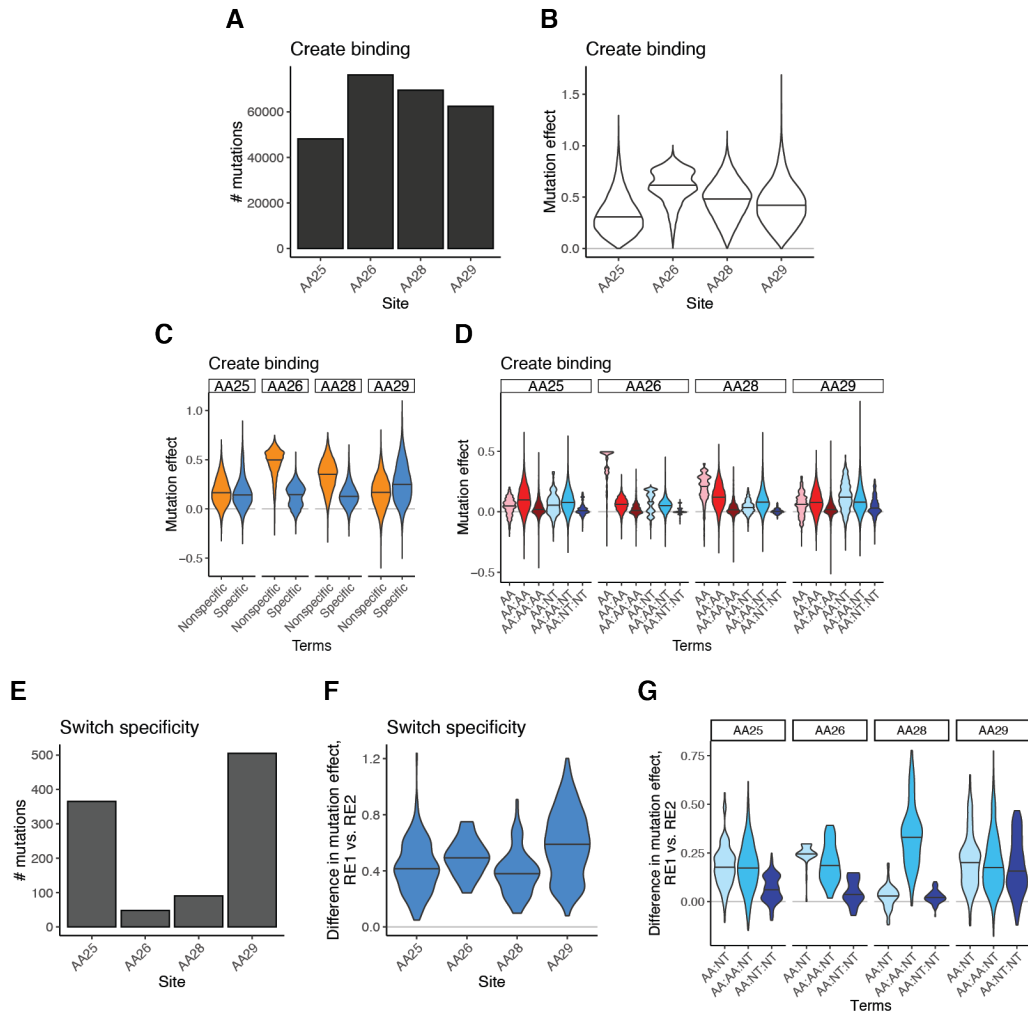 A
Create binding
# mutations
60000
40000
20000
0
AA25
AA26
AA28
AA29
Site
B
Create binding
Mutation effect
1.5
1.0
0.5
0.0
AA25
AA26
AA28
AA29
Site
C
Create binding
AA25 AA26 AA28 AA29
Mutation effect
1.0
0.5
0.0
−0.5
Nonspecific
Specific
Nonspecific
Specific
Nonspecific
Specific
Nonspecific
Specific
Terms
D
Create binding
AA25 AA26 AA28 AA29
Mutation effect
0.5
0.0
−0.5
AA
AA:AA
AA:AA:AA
AA:NT
AA:AA:NT
AA:NT:NT
AA
AA:AA
AA:AA:AA
AA:NT
AA:AA:NT
AA:NT:NT
AA
AA:AA
AA:AA:AA
AA:NT
AA:AA:NT
AA:NT:NT
AA
AA:AA
AA:AA:AA
AA:NT
AA:AA:NT
AA:NT:NT
Terms
E
Switch specificity
# mutations
500
400
300
200
100
0
AA25
AA26
AA28
AA29
Site
F
Switch specificity
Difference in mutation effect,
RE1 vs. RE2
1.2
0.8
0.4
0.0
AA25
AA26
AA28
AA29
Site
G
AA25 AA26 AA28 AA29
Difference in mutation effect,
RE1 vs. RE2
0.75
0.50
0.25
0.00
AA:NT
AA:AA:NT
AA:NT:NT
AA:NT
AA:AA:NT
AA:NT:NT
AA:NT
AA:AA:NT
AA:NT:NT
AA:NT
AA:AA:NT
AA:NT:NT
Terms